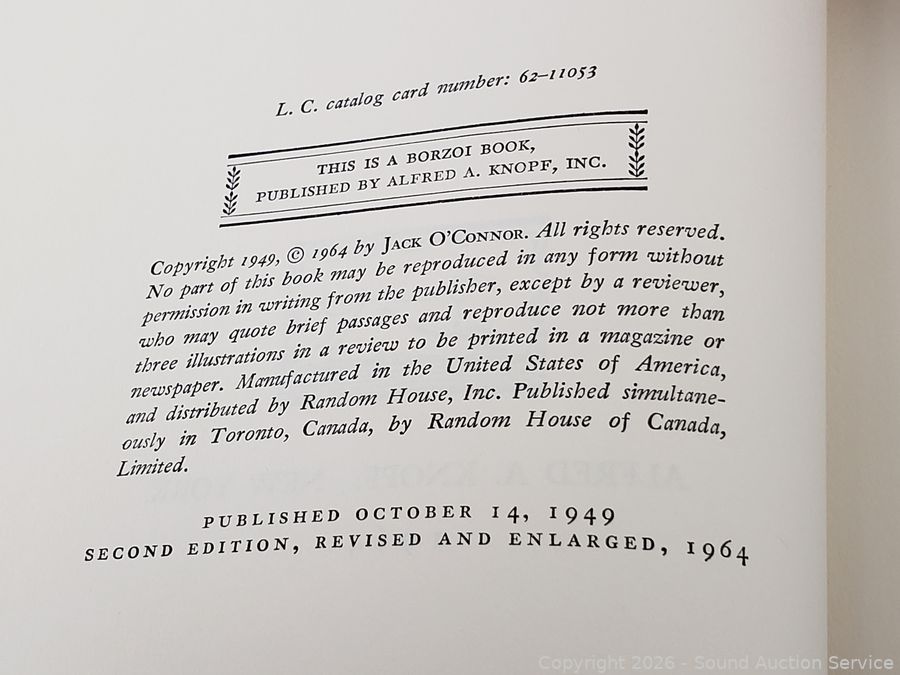 L. C. catalog card number: 62–11053
THIS IS A BORZOI BOOK,
PUBLISHED BY ALFRED A. KNOPF, INC.
Copyright 1949, © 1964 by Jack O'Connor. All rights reserved.
No part of this book may be reproduced in any form without
permission in writing from the publisher, except by a reviewer,
who may quote brief passages and reproduce not more than
three illustrations in a review to be printed in a magazine or
newspaper. Manufactured in the United States of America,
and distributed by Random House, Inc. Published simultane-
ously in Toronto, Canada, by Random House of Canada,
Limited.
ALFRED A. KNOPF NEW YORK
PUBLISHED OCTOBER 14, 1949
SECOND EDITION, REVISED AND ENLARGED, 1964
Copyright 2026 - Sound Auction Service